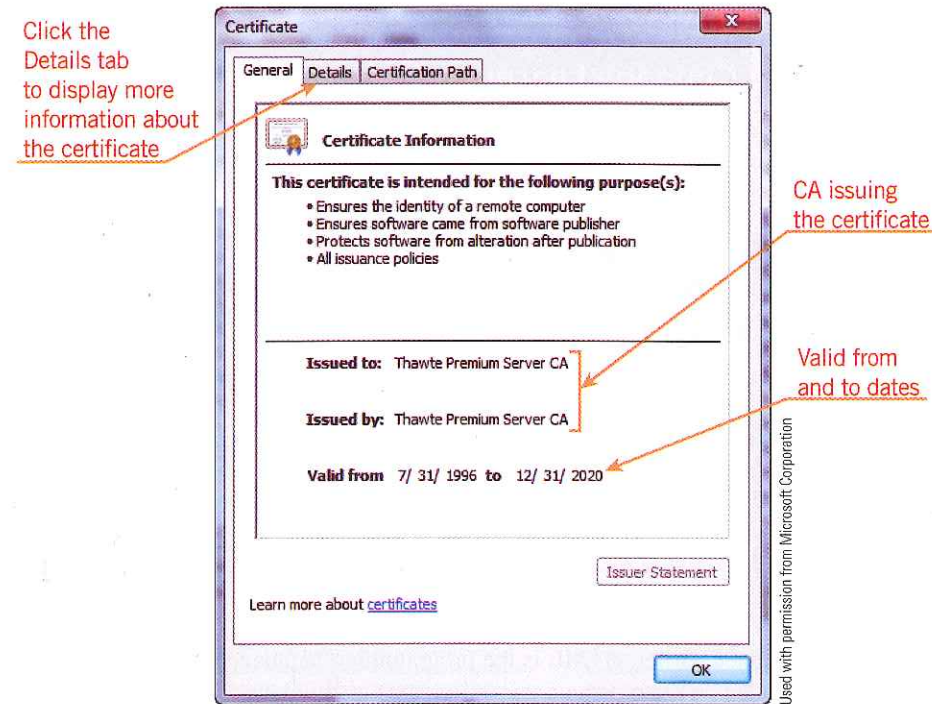 Click the
Details tab
to display more
information about
the certificate
Certificate
General Details Certification Path
Certificate Information
This certificate is intended for the following purpose(s):
• Ensures the identity of a remote computer
• Ensures software came from software publisher
• Protects software from alteration after publication
• All issuance policies
CA issuing
the certificate
Issued to: Thawte Premium Server CA
Issued by: Thawte Premium Server CA
Valid from
and to dates
Valid from 7/ 31/ 1996 to 12/ 31/ 2020
Issuer Statement
Learn more about certificates
OK
Used with permission from Microsoft Corporation